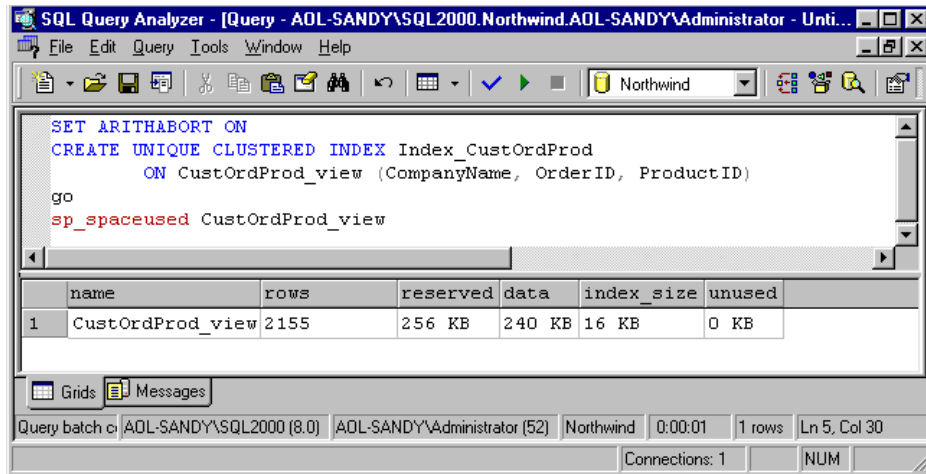 SQL Query Analyzer - [Query - AOL-SANDY\SQL2000.Northwind.AOL-SANDY\Administrator - Unti...
File Edit Query Tools Window Help
Northwind
SET ARITHABORT ON
CREATE UNIQUE CLUSTERED INDEX Index_CustOrdProd
ON CustOrdProd_view (CompanyName, OrderID, ProductID)
go
sp_spaceused CustOrdProd_view
name rows reserved data index_size unused
1 CustOrdProd_view 2155 256 KB 240 KB 16 KB 0 KB
Grids Messages
Query batch c AOL-SANDY\SQL2000 (8.0) AOL-SANDY\Administrator (52) Northwind 0:00:01 1 rows Ln 5, Col 30
Connections: 1 NUM